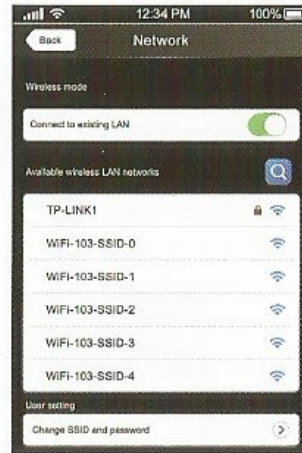 12:34 PM 100%
Back Network
Wireless mode
Connect to existing LAN
Available wireless LAN networks
TP-LINK1
WiFi-103-SSID-0
WiFi-103-SSID-1
WiFi-103-SSID-2
WiFi-103-SSID-3
WiFi-103-SSID-4
User setting
Change SSID and password